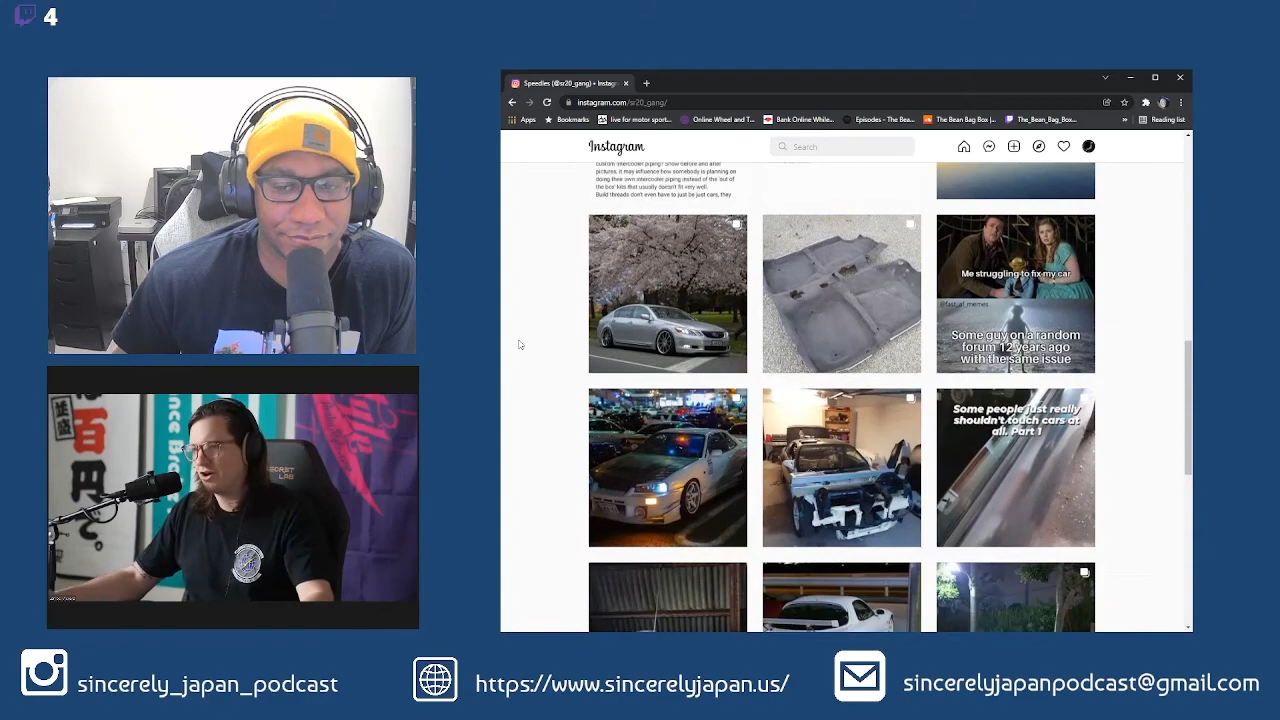 4
Speedles (@sr20_gang) • Instagr
instagram.com/sr20_gang/
Apps
Bookmarks
live for motor sport...
Online Wheel and T...
Bank Online While...
Episodes - The Bea...
The Bean Bag Box |...
The_Bean_Bag_Box...
»
Reading list
Instagram
Search
custom intercooler piping? Show before and after
pictures, it may influence how somebody is planning on
doing their own intercooler piping instead of the 'out of
the box' kits that usually doesn't fit very well.
Build threads don't even have to just be just cars, they
Me struggling to fix my car
@fast_af_memes
Some guy on a random
forum 12 years ago
with the same issue
Some people just really
shouldn't touch cars at
all. Part 1
SECRET
LAB
百
円
で。
sincerely_japan_podcast
https://www.sincerelyjapan.us/
sincerelyjapanpodcast@gmail.com